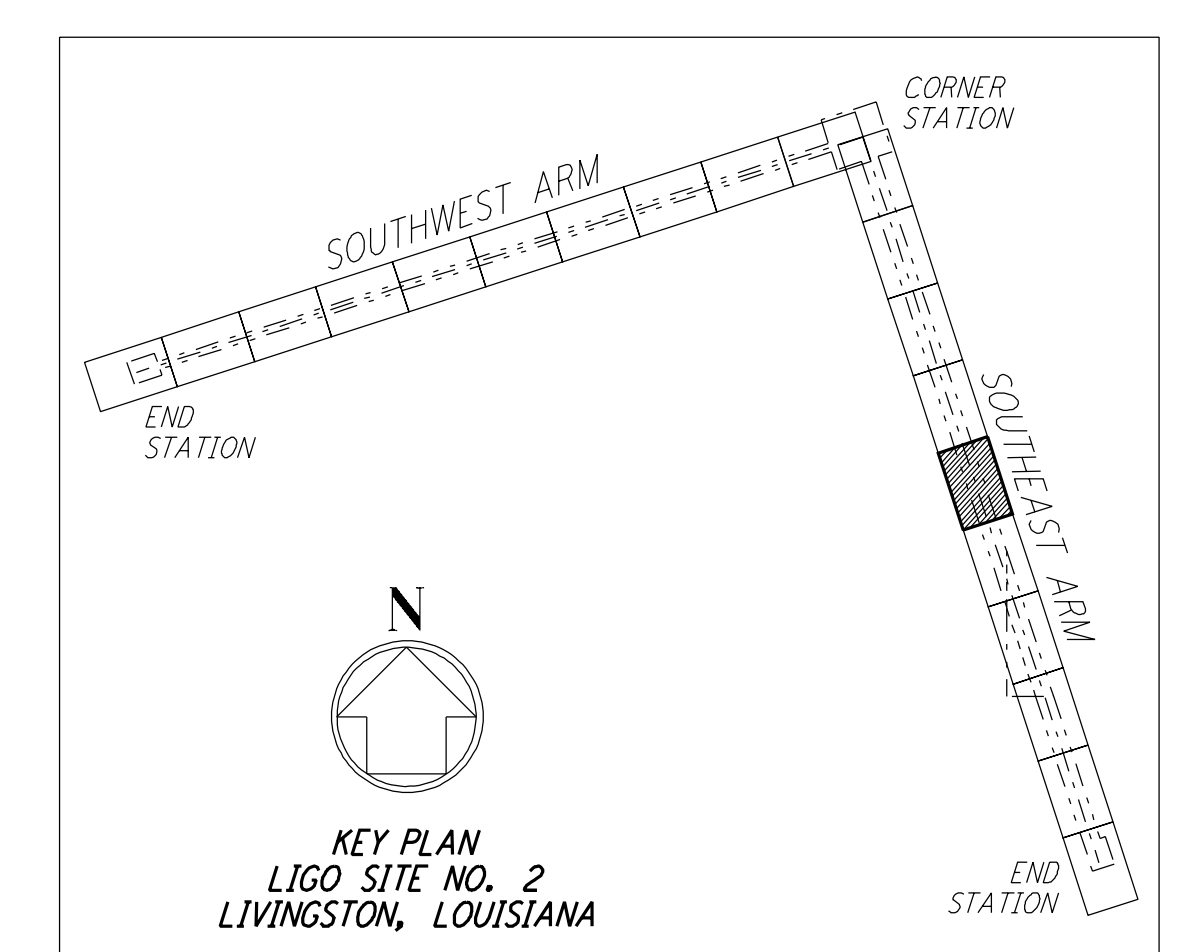 CORNER
STATION
SOUTHWEST ARM
END
STATION
SOUTHEAST ARM
N
KEY PLAN
LIGO SITE NO. 2
LIVINGSTON, LOUISIANA
END
STATION